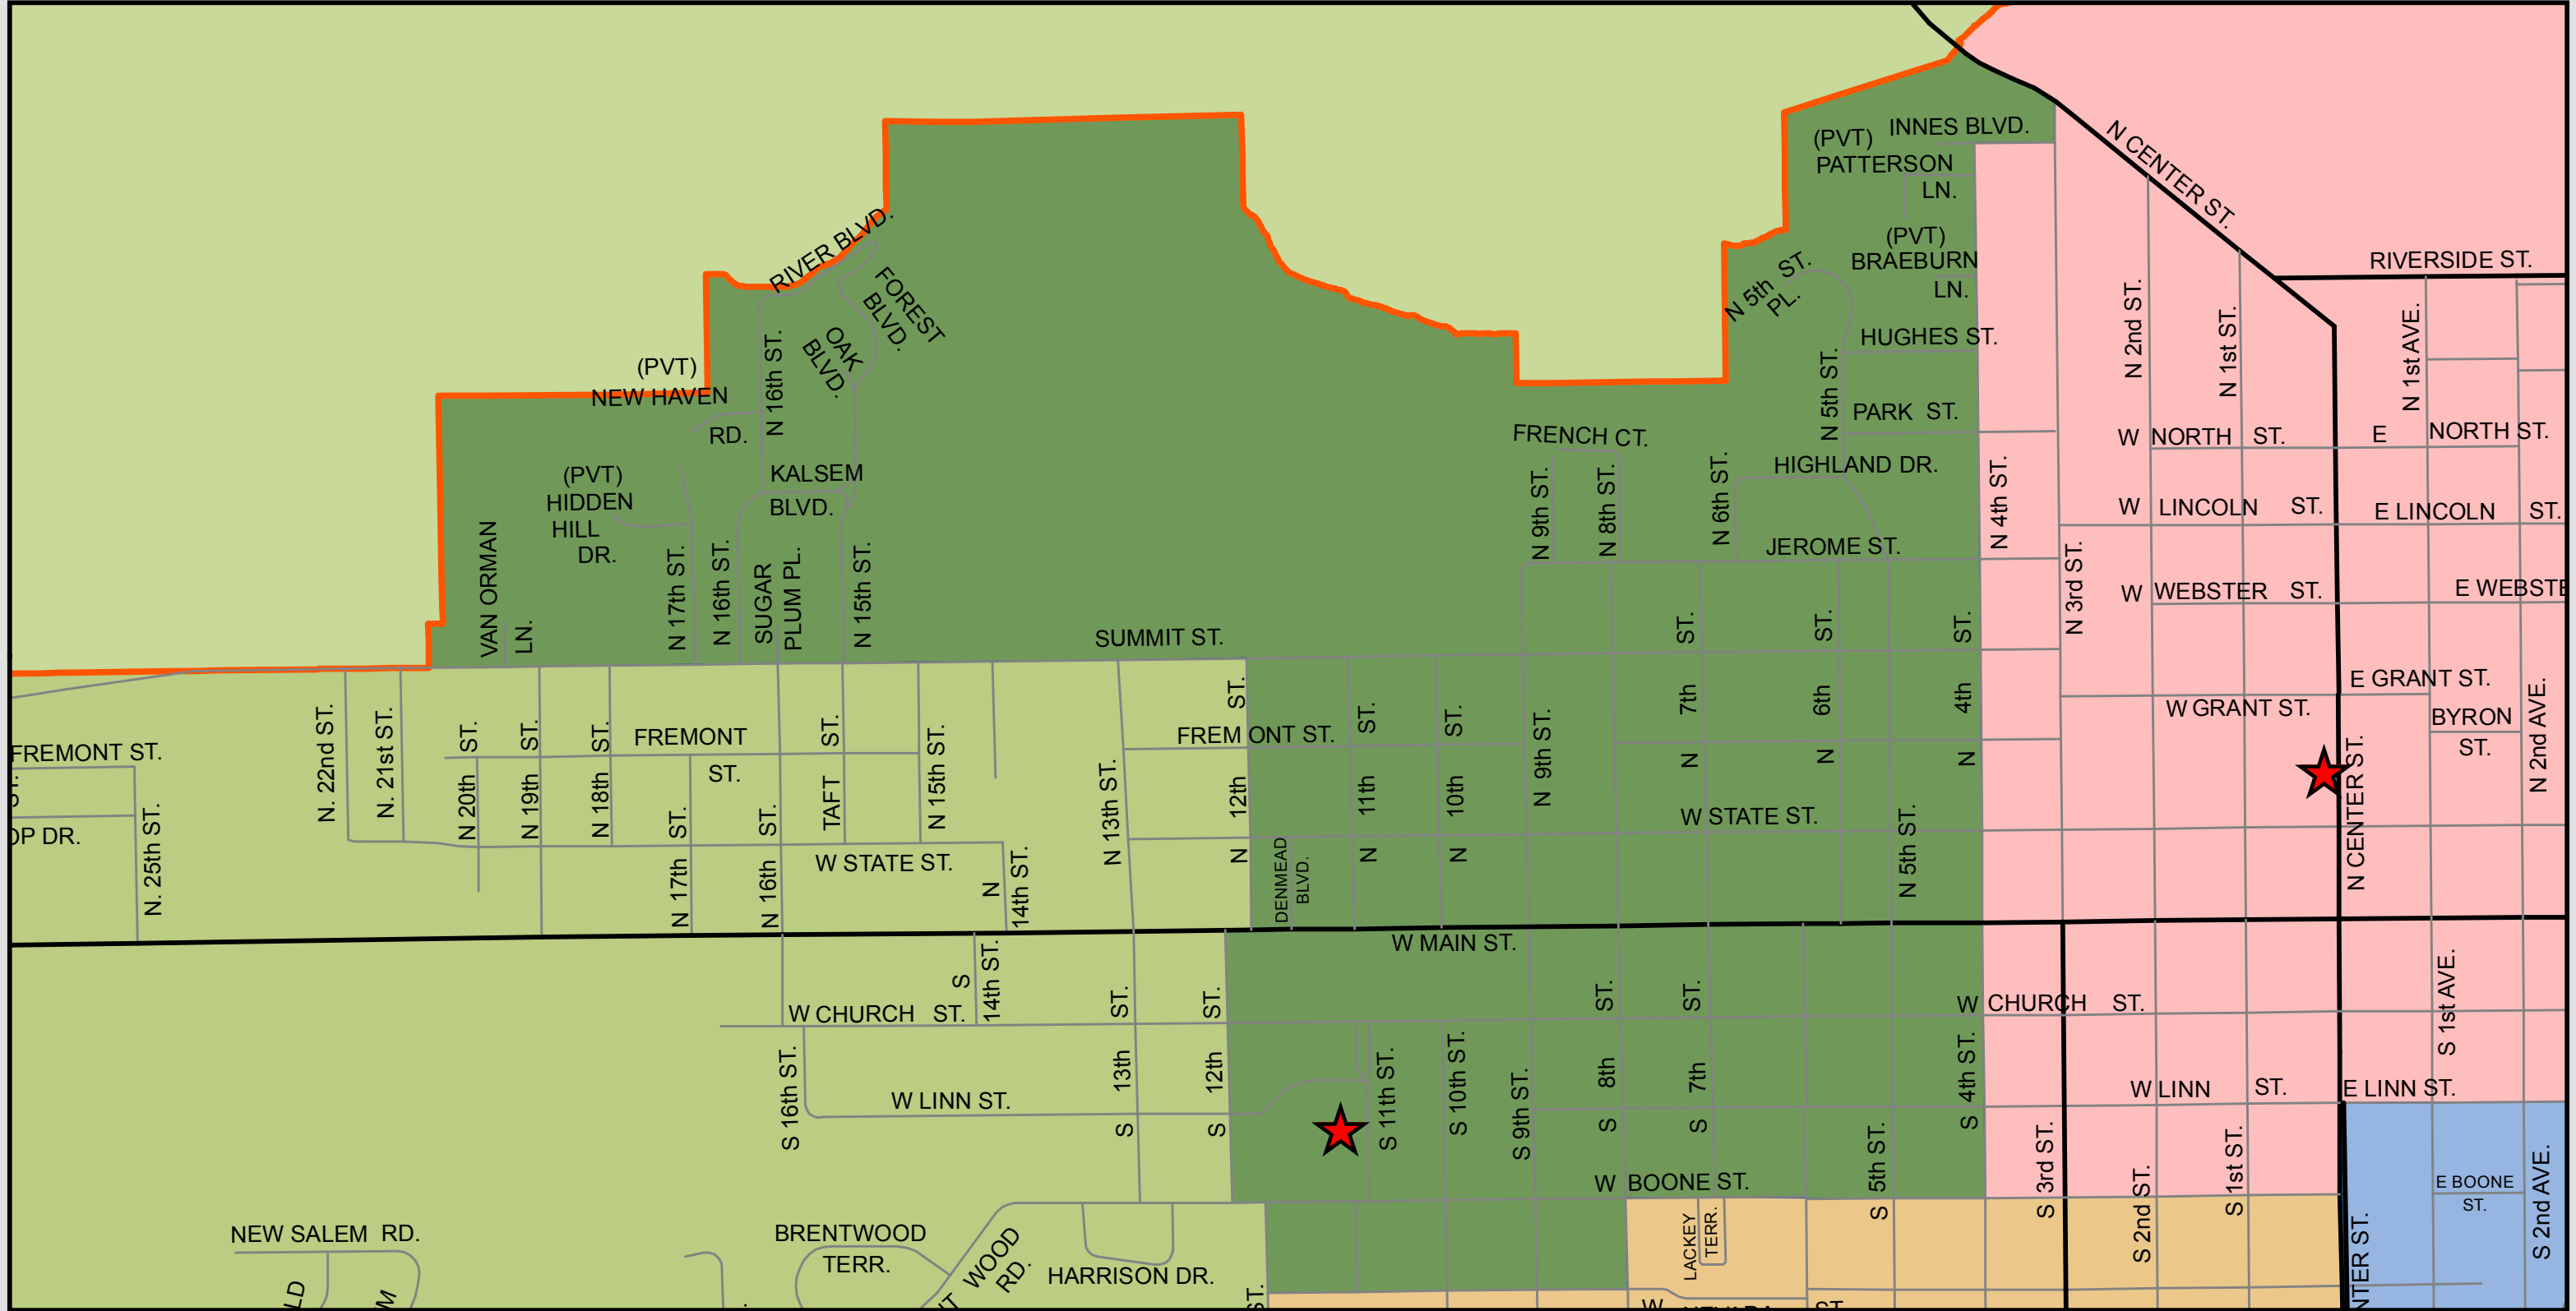 INNES BLVD.
(PVT)
PATTERSON
LN.
N CENTER ST.
RIVER BLVD.
(PVT)
BRAEBURN
LN.
RIVERSIDE ST.
N 5th ST.
PL.
FOREST
BLVD.
OAK
BLVD.
N 16th ST.
HUGHES ST.
N 2nd ST.
N 1st ST.
N 1st AVE.
(PVT)
NEW HAVEN
RD.
N 5th ST.
PARK ST.
FRENCH CT.
W NORTH ST.
E NORTH ST.
HIGHLAND DR.
KALSEM
BLVD.
(PVT)
HIDDEN
HILL
DR.
N 9th ST.
N 8th ST.
N 6th ST.
N 4th ST.
W LINCOLN ST.
E LINCOLN ST.
JEROME ST.
VAN ORMAN
LN.
N 17th ST.
N 16th ST.
SUGAR
PLUM PL.
N 15th ST.
N 3rd ST.
W WEBSTER ST.
E WEBSTE
SUMMIT ST.
E GRANT ST.
W GRANT ST.
BYRON
ST.
N 2nd AVE.
N. 22nd ST.
N. 21st ST.
N 20th ST.
N 19th ST.
N 18th ST.
FREMONT
ST.
TAFT ST.
N 15th ST.
N 13th ST.
N 12th ST.
FREMONT ST.
N 11th ST.
N 10th ST.
N 9th ST.
N 7th ST.
N 6th ST.
N 4th ST.
FREMONT ST.
ST.
OP DR.
N. 25th ST.
N 17th ST.
N 16th ST.
W STATE ST.
N
14th ST.
DENMEAD
BLVD.
W STATE ST.
N 5th ST.
N CENTER ST.
W MAIN ST.
S
14th ST.
W CHURCH ST.
S 13th ST.
S 12th ST.
S 8th ST.
S 7th ST.
W CHURCH ST.
S 1st AVE.
S 16th ST.
W LINN ST.
S 11th ST.
S 10th ST.
S 9th ST.
S 4th ST.
W LINN ST.
E LINN ST.
W BOONE ST.
S 5th ST.
S 3rd ST.
S 2nd ST.
S 1st ST.
E BOONE
ST.
S 2nd AVE.
NEW SALEM RD.
BRENTWOOD
TERR.
WOOD
RD.
HARRISON DR.
LACKEY
TERR.
NTER ST.
LD
M
NT
ST.
W
ST.